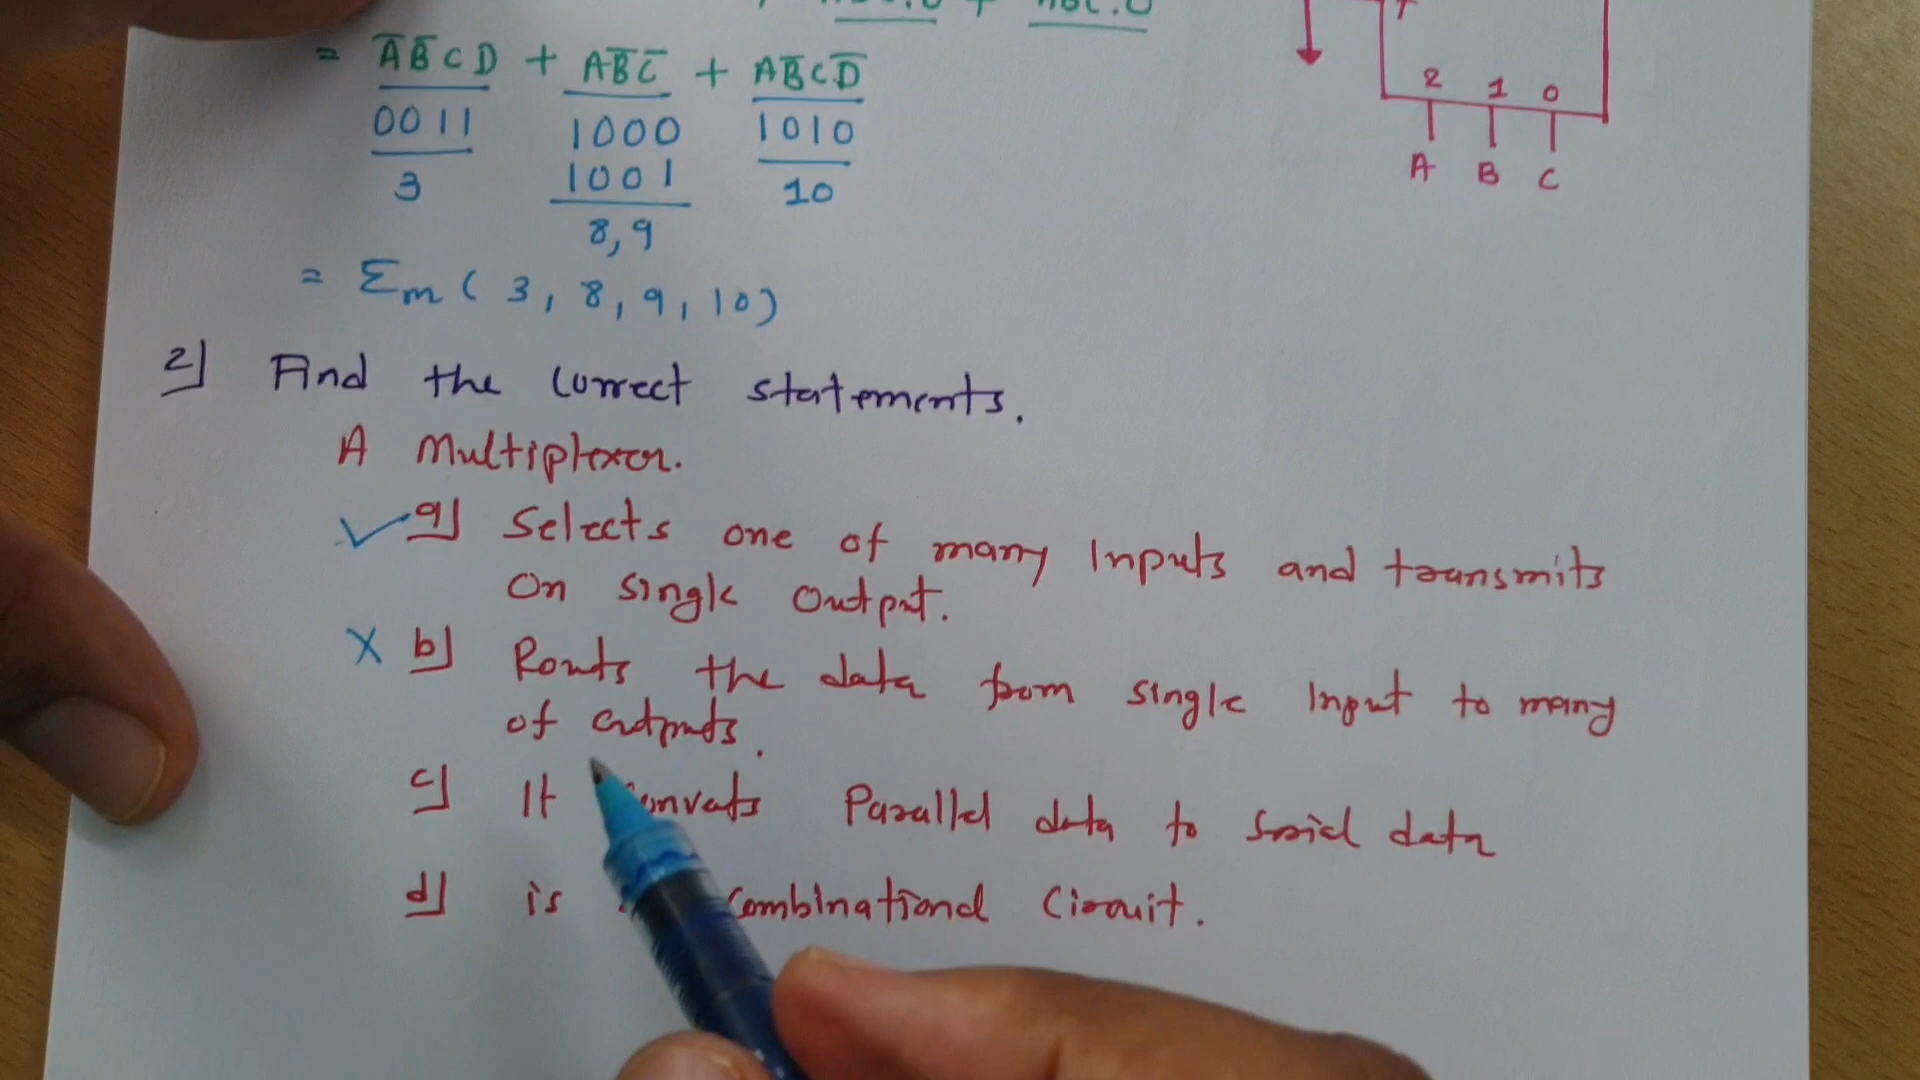 = A̅B̅CD + AB̅C̅ + AB̅CD̅
0011 1000 1010
1001
3 8,9 10
= Σm ( 3, 8, 9, 10)
2 1 0
A B C
2] Find the correct statements.
A Multiplexer.
✓ a] Selects one of many Inputs and transmits
On single Output.
X b] Routs the data from single Input to many
of outputs.
c] It Parallel data to serial data
d] is Combinational Circuit.